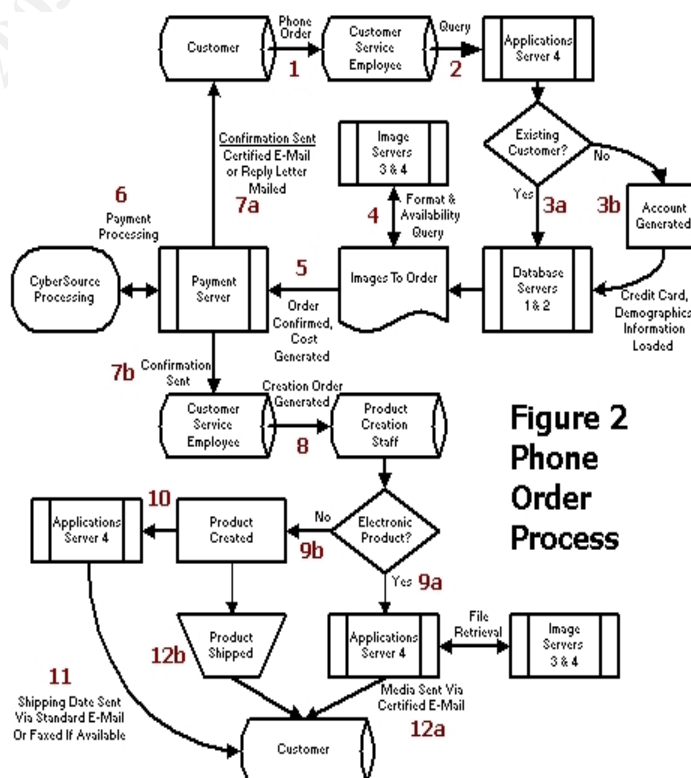 Phone
Order
Customer
1
Customer
Service
Employee
Query
2
Applications
Server 4
Existing
Customer?
No
Yes
3a
3b
Account
Generated
Credit Card,
Demographics
Information
Loaded
Database
Servers
1 & 2
Image
Servers
3 & 4
4
Format &
Availability
Query
Images To Order
5
Order
Confirmed,
Cost
Generated
Confirmation Sent
Certified E-Mail
or Reply Letter
Mailed
7a
6
Payment
Processing
CyberSource
Processing
Payment
Server
7b
Confirmation
Sent
Customer
Service
Employee
Creation Order
Generated
8
Product
Creation
Staff
Figure 2
Phone
Order
Process
Electronic
Product?
No
9b
Yes
9a
Product
Created
10
Applications
Server 4
Product
Shipped
12b
Applications
Server 4
File
Retrieval
Image
Servers
3 & 4
11
Shipping Date Sent
Via Standard E-Mail
Or Faxed If Available
Media Sent Via
Certified E-Mail
12a
Customer